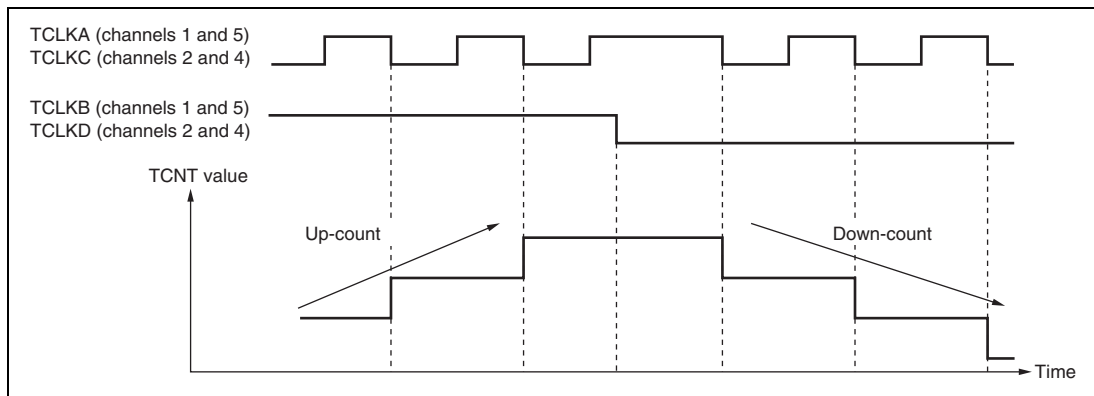 TCLKA (channels 1 and 5)
TCLKC (channels 2 and 4)
TCLKB (channels 1 and 5)
TCLKD (channels 2 and 4)
TCNT value
Up-count
Down-count
Time